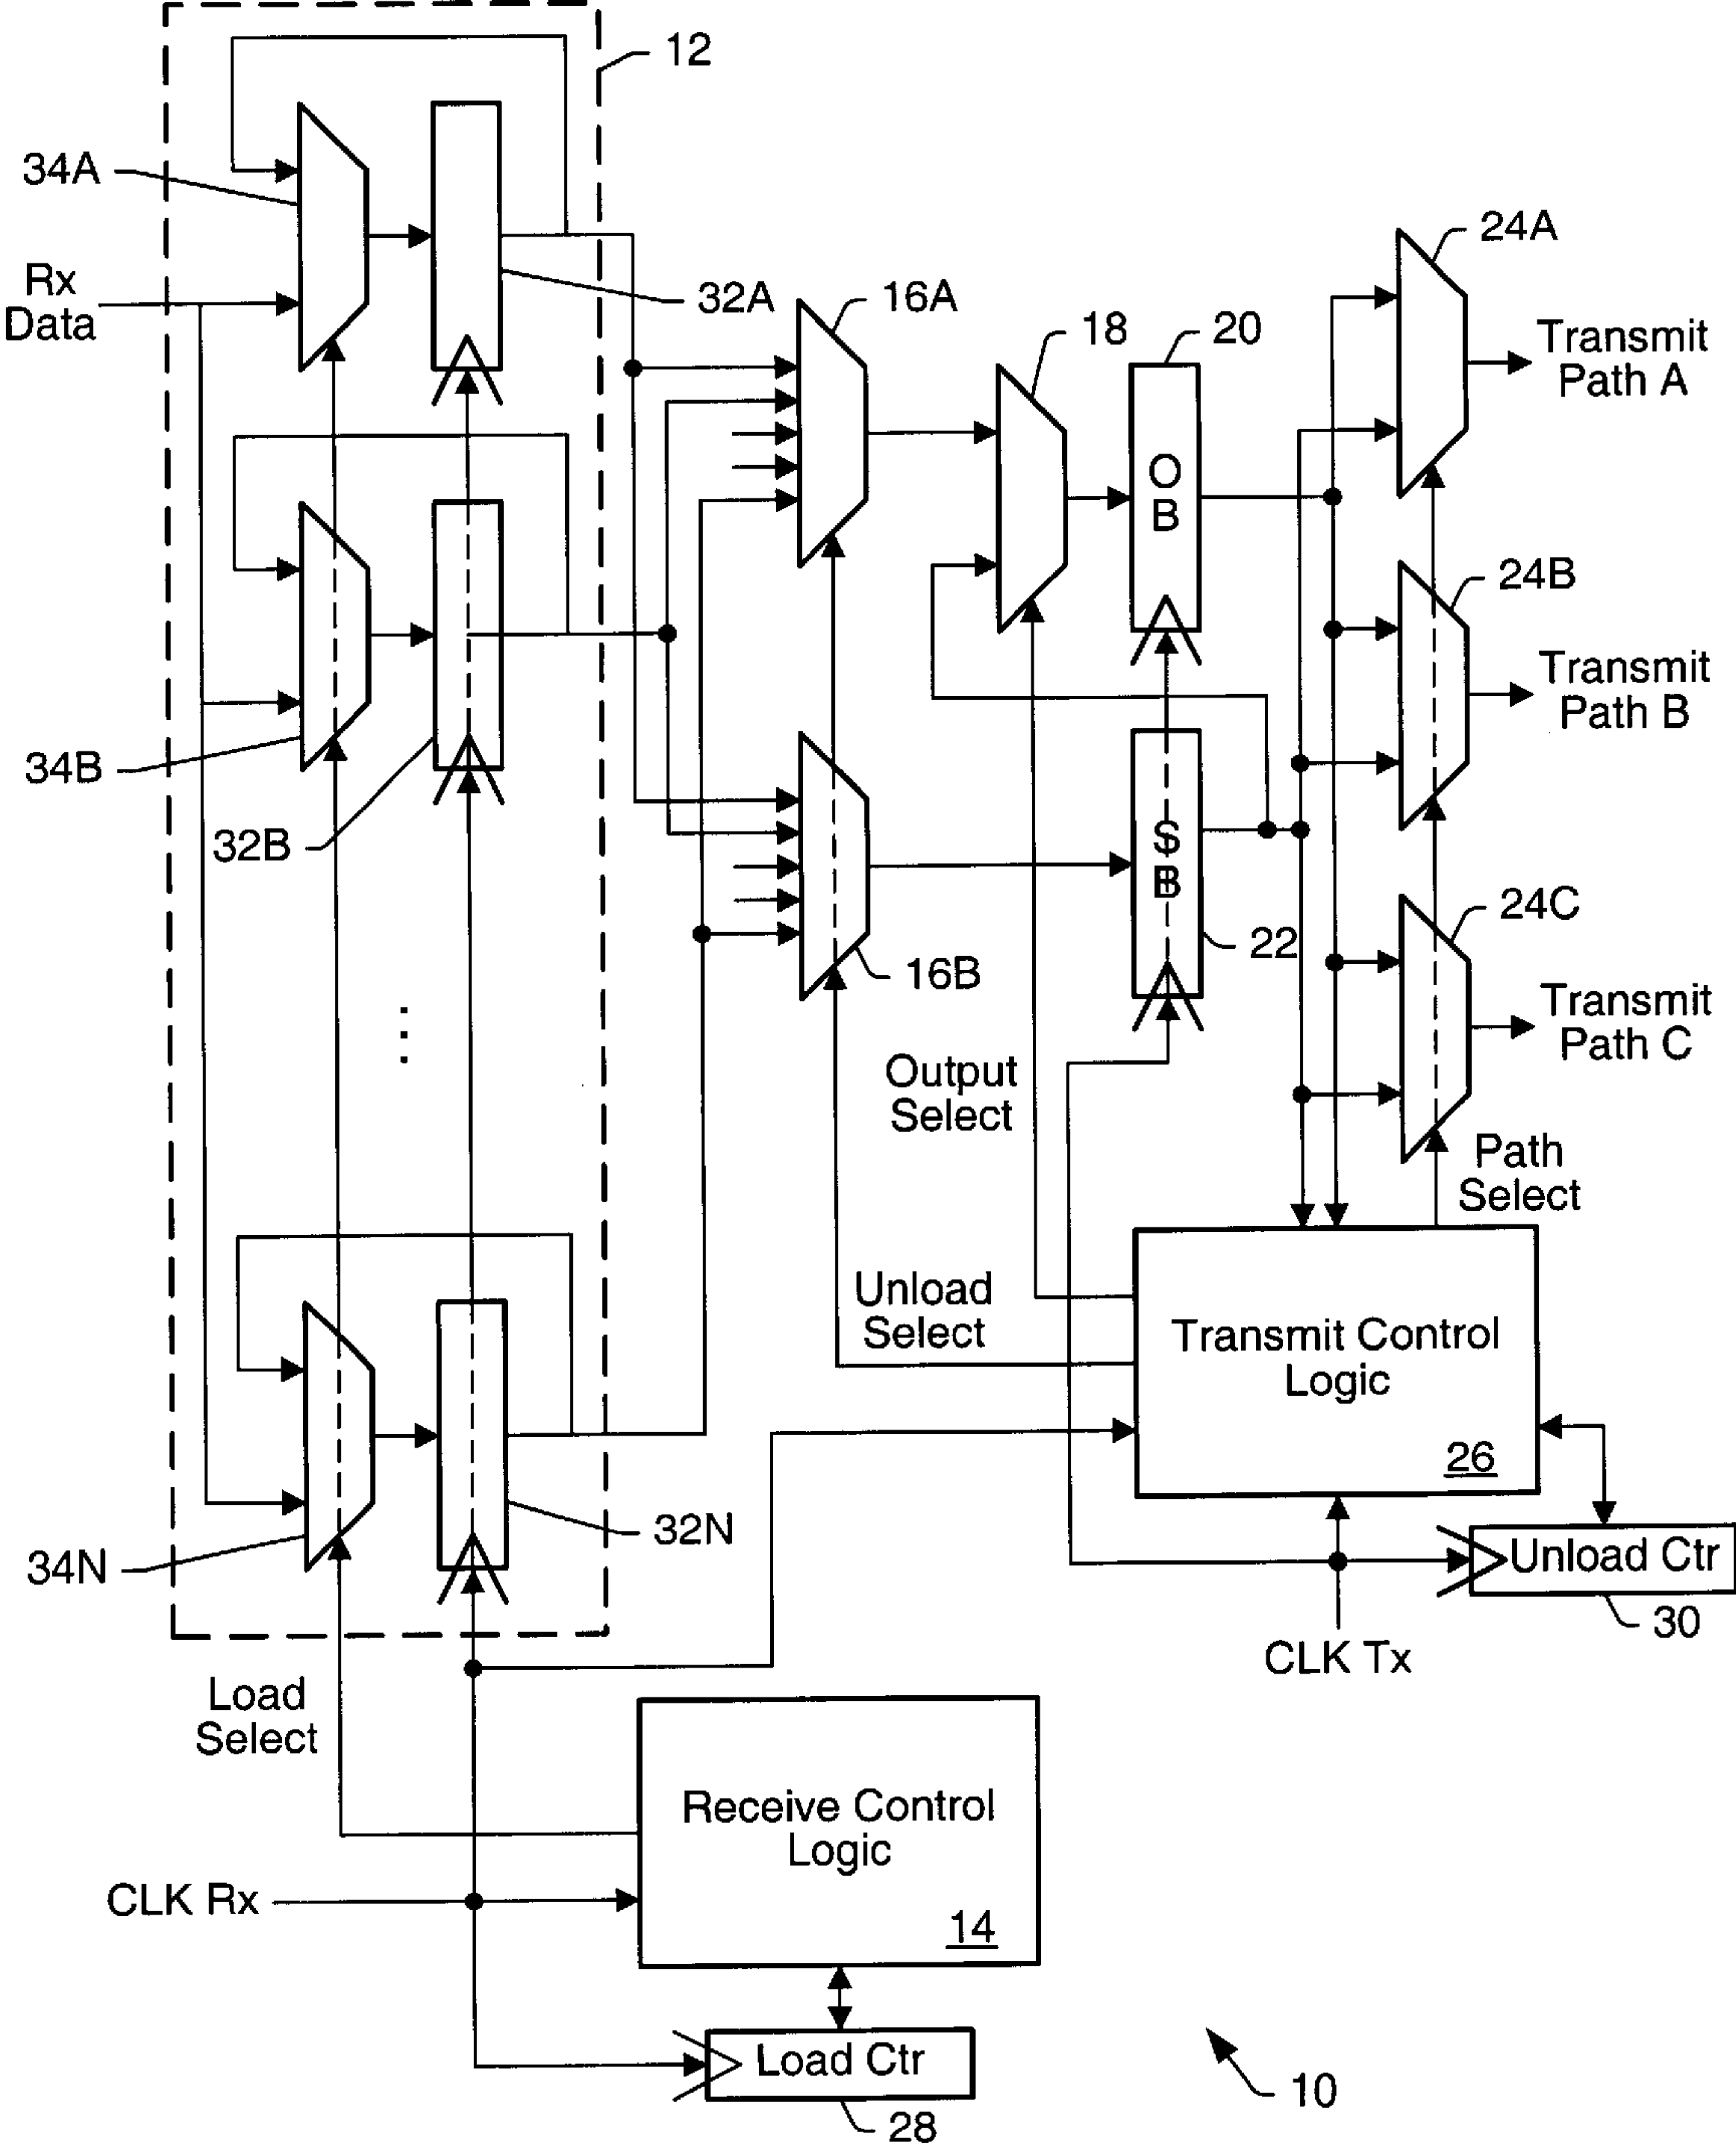 12
34A
24A
Rx
Data
32A
16A
18
20
Transmit
Path A
O
B
24B
Transmit
Path B
34B
32B
S
B
24C
22
16B
Transmit
Path C
Output
Select
Path
Select
Unload
Select
Transmit Control
Logic
26
32N
34N
Unload Ctr
30
CLK Tx
Load
Select
Receive Control
Logic
CLK Rx
14
Load Ctr
10
28